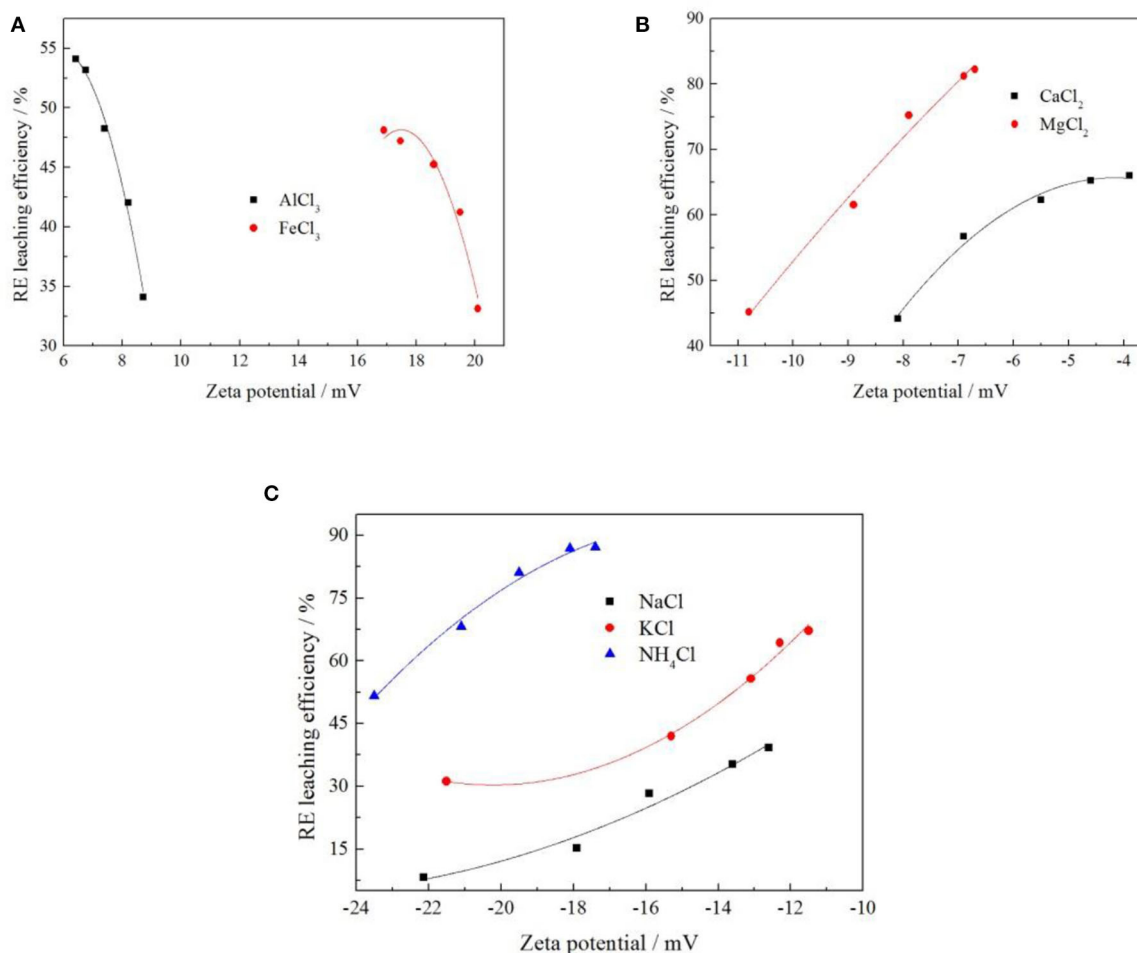 A
RE leaching efficiency / %
55
50
45
40
35
30
AlCl3
FeCl3
6 8 10 12 14 16 18 20
Zeta potential / mV
B
RE leaching efficiency / %
90
80
70
60
50
40
CaCl2
MgCl2
-11 -10 -9 -8 -7 -6 -5 -4
Zeta potential / mV
C
RE leaching efficiency / %
90
75
60
45
30
15
NaCl
KCl
NH4Cl
-24 -22 -20 -18 -16 -14 -12 -10
Zeta potential / mV